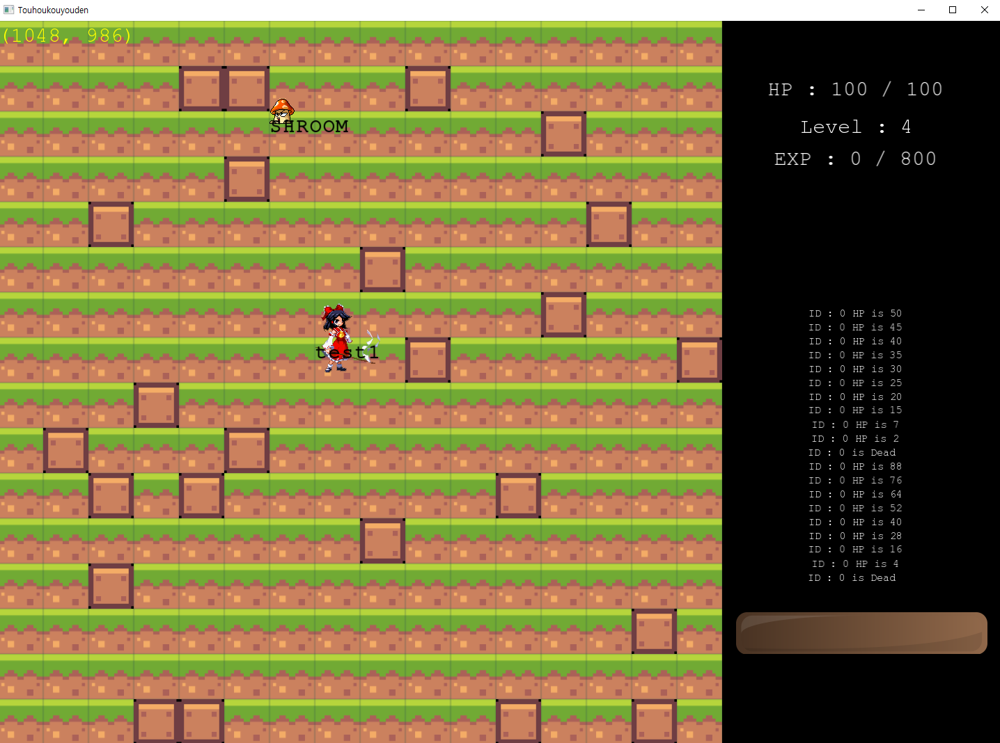 Touhoukouyouden
(1048, 986)
SHROOM
test1
HP : 100 / 100
Level : 4
EXP : 0 / 800
ID : 0 HP is 50
ID : 0 HP is 45
ID : 0 HP is 40
ID : 0 HP is 35
ID : 0 HP is 30
ID : 0 HP is 25
ID : 0 HP is 20
ID : 0 HP is 15
ID : 0 HP is 7
ID : 0 HP is 2
ID : 0 is Dead
ID : 0 HP is 88
ID : 0 HP is 76
ID : 0 HP is 64
ID : 0 HP is 52
ID : 0 HP is 40
ID : 0 HP is 28
ID : 0 HP is 16
ID : 0 HP is 4
ID : 0 is Dead